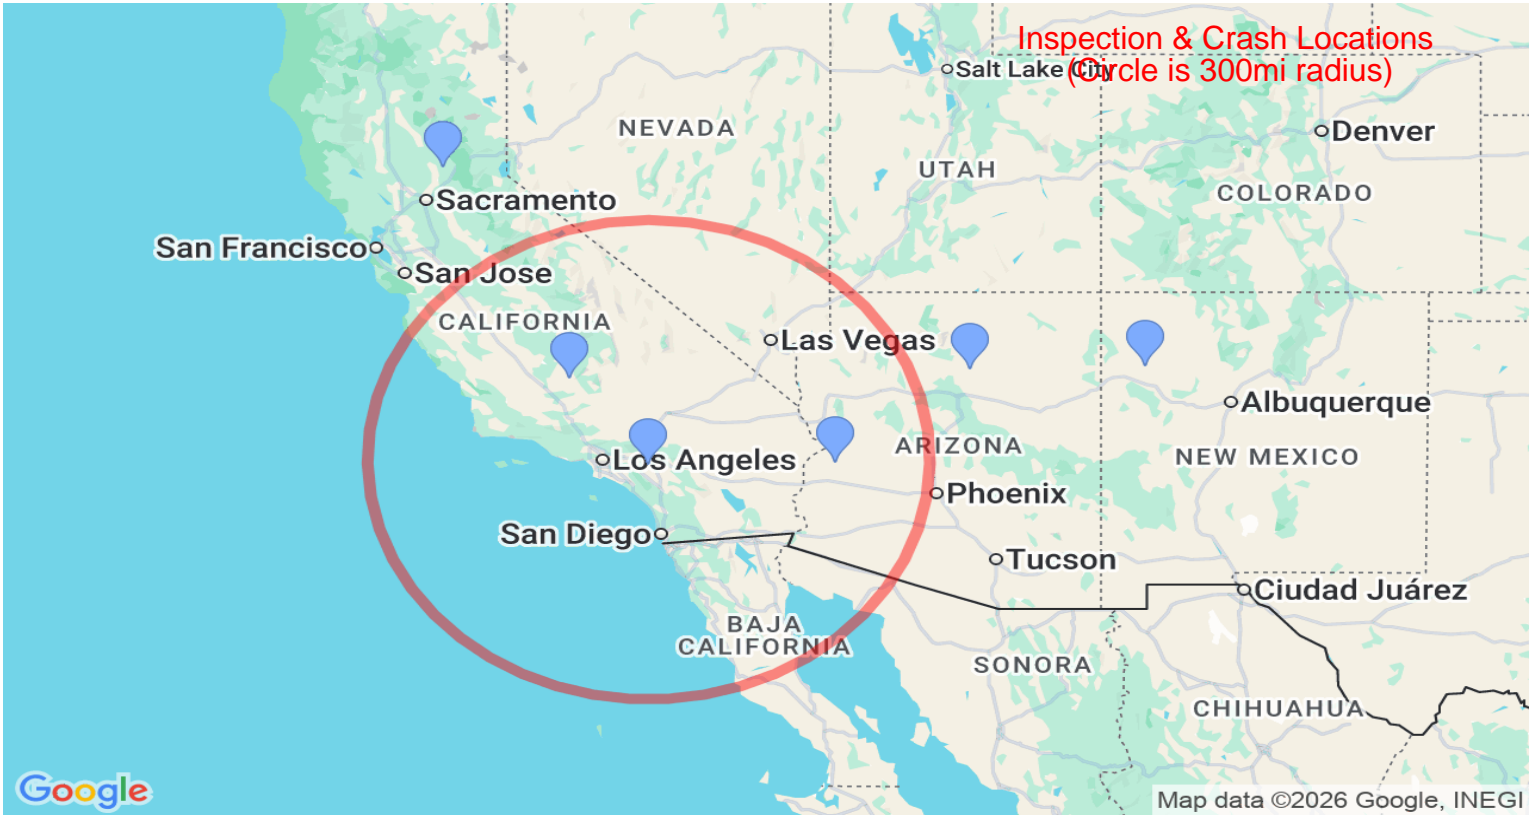 Inspection & Crash Locations
(Circle is 300mi radius)
Salt Lake City
NEVADA
Denver
UTAH
COLORADO
Sacramento
San Francisco
San Jose
CALIFORNIA
Las Vegas
Albuquerque
ARIZONA
NEW MEXICO
Los Angeles
Phoenix
San Diego
Tucson
Ciudad Juárez
BAJA
CALIFORNIA
SONORA
CHIHUAHUA
Google
Map data ©2026 Google, INEGI